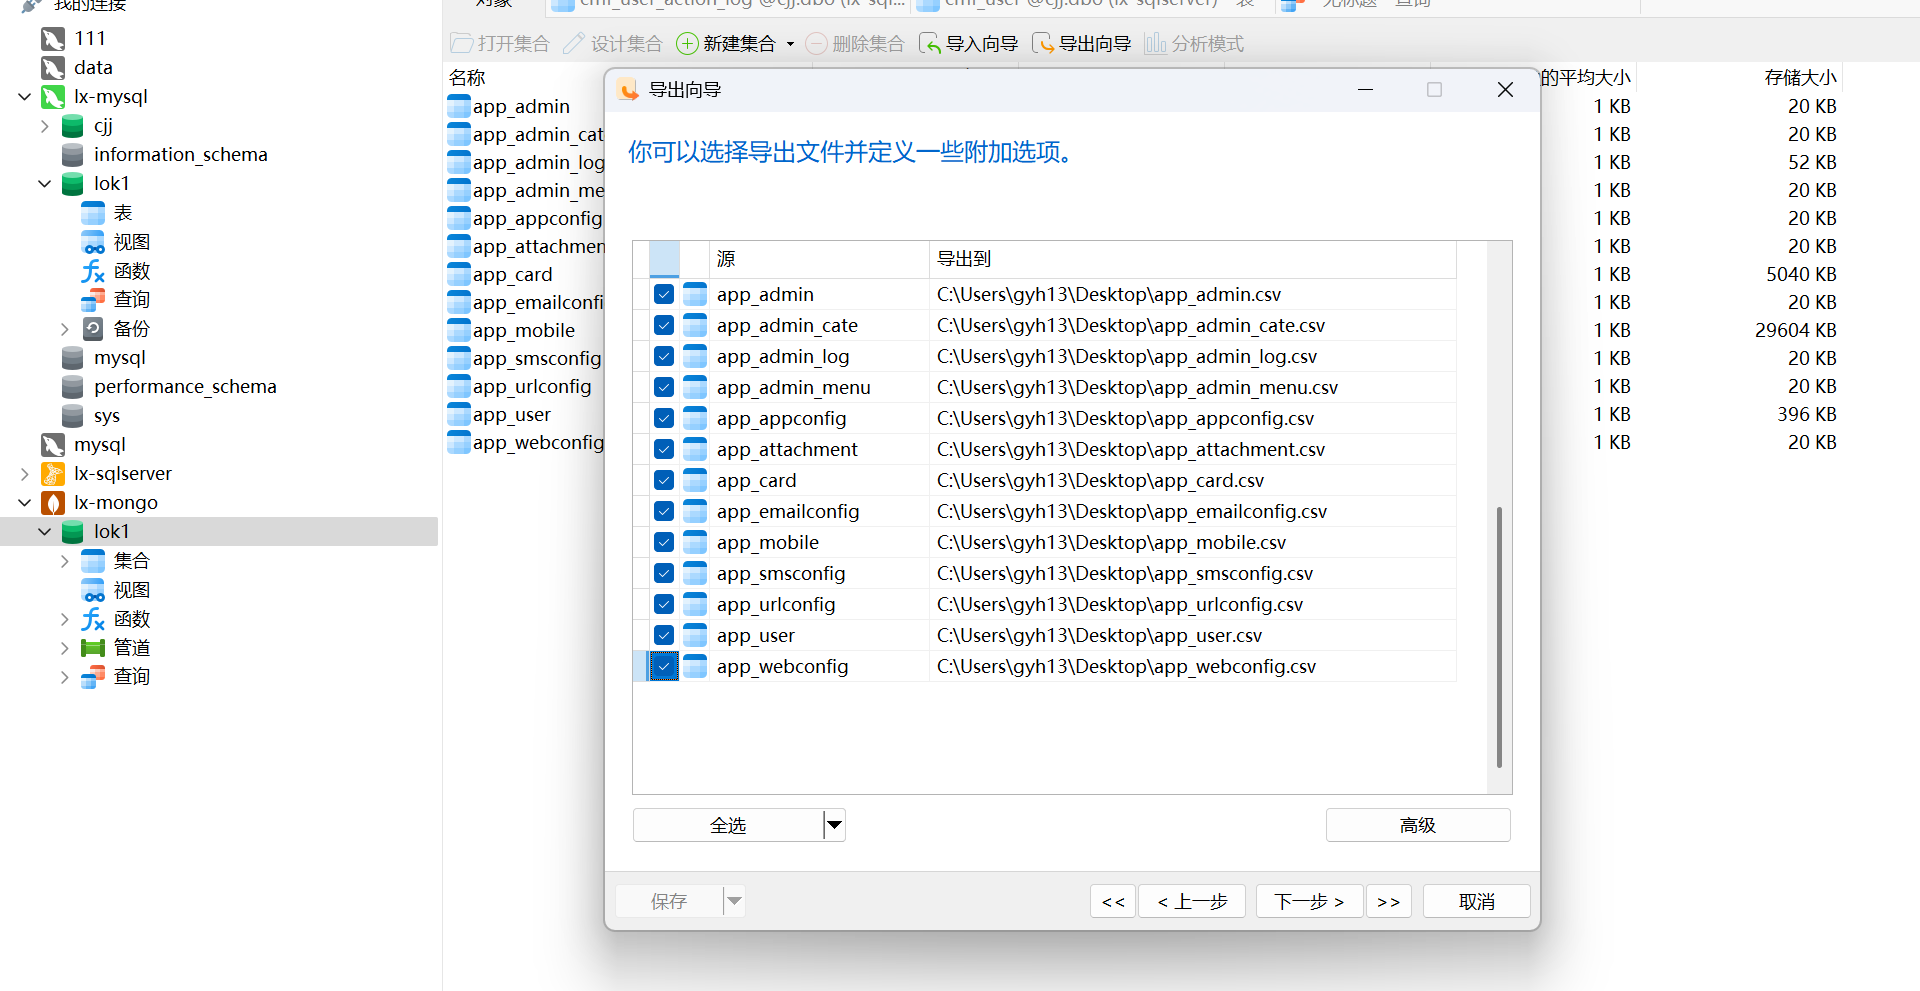 我的连接
111
data
lx-mysql
cjj
information_schema
lok1
表
视图
函数
查询
备份
mysql
performance_schema
sys
mysql
lx-sqlserver
lx-mongo
lok1
集合
视图
函数
管道
查询
对象
cmf_user_action_log @cjj.dbo (lx-sql...
cmf_user @cjj.dbo (lx-sqlserver) - 表
无标题 - 查询
打开集合
设计集合
新建集合
删除集合
导入向导
导出向导
分析模式
名称
的平均大小
存储大小
app_admin
1 KB
20 KB
app_admin_cat
1 KB
20 KB
app_admin_log
1 KB
52 KB
app_admin_me
1 KB
20 KB
app_appconfig
1 KB
20 KB
app_attachmen
1 KB
20 KB
app_card
1 KB
5040 KB
app_emailconfi
1 KB
20 KB
app_mobile
1 KB
29604 KB
app_smsconfig
1 KB
20 KB
app_urlconfig
1 KB
20 KB
app_user
1 KB
396 KB
app_webconfig
1 KB
20 KB
导出向导
你可以选择导出文件并定义一些附加选项。
源
导出到
app_admin
C:\Users\gyh13\Desktop\app_admin.csv
app_admin_cate
C:\Users\gyh13\Desktop\app_admin_cate.csv
app_admin_log
C:\Users\gyh13\Desktop\app_admin_log.csv
app_admin_menu
C:\Users\gyh13\Desktop\app_admin_menu.csv
app_appconfig
C:\Users\gyh13\Desktop\app_appconfig.csv
app_attachment
C:\Users\gyh13\Desktop\app_attachment.csv
app_card
C:\Users\gyh13\Desktop\app_card.csv
app_emailconfig
C:\Users\gyh13\Desktop\app_emailconfig.csv
app_mobile
C:\Users\gyh13\Desktop\app_mobile.csv
app_smsconfig
C:\Users\gyh13\Desktop\app_smsconfig.csv
app_urlconfig
C:\Users\gyh13\Desktop\app_urlconfig.csv
app_user
C:\Users\gyh13\Desktop\app_user.csv
app_webconfig
C:\Users\gyh13\Desktop\app_webconfig.csv
全选
高级
保存
<<
< 上一步
下一步 >
>>
取消